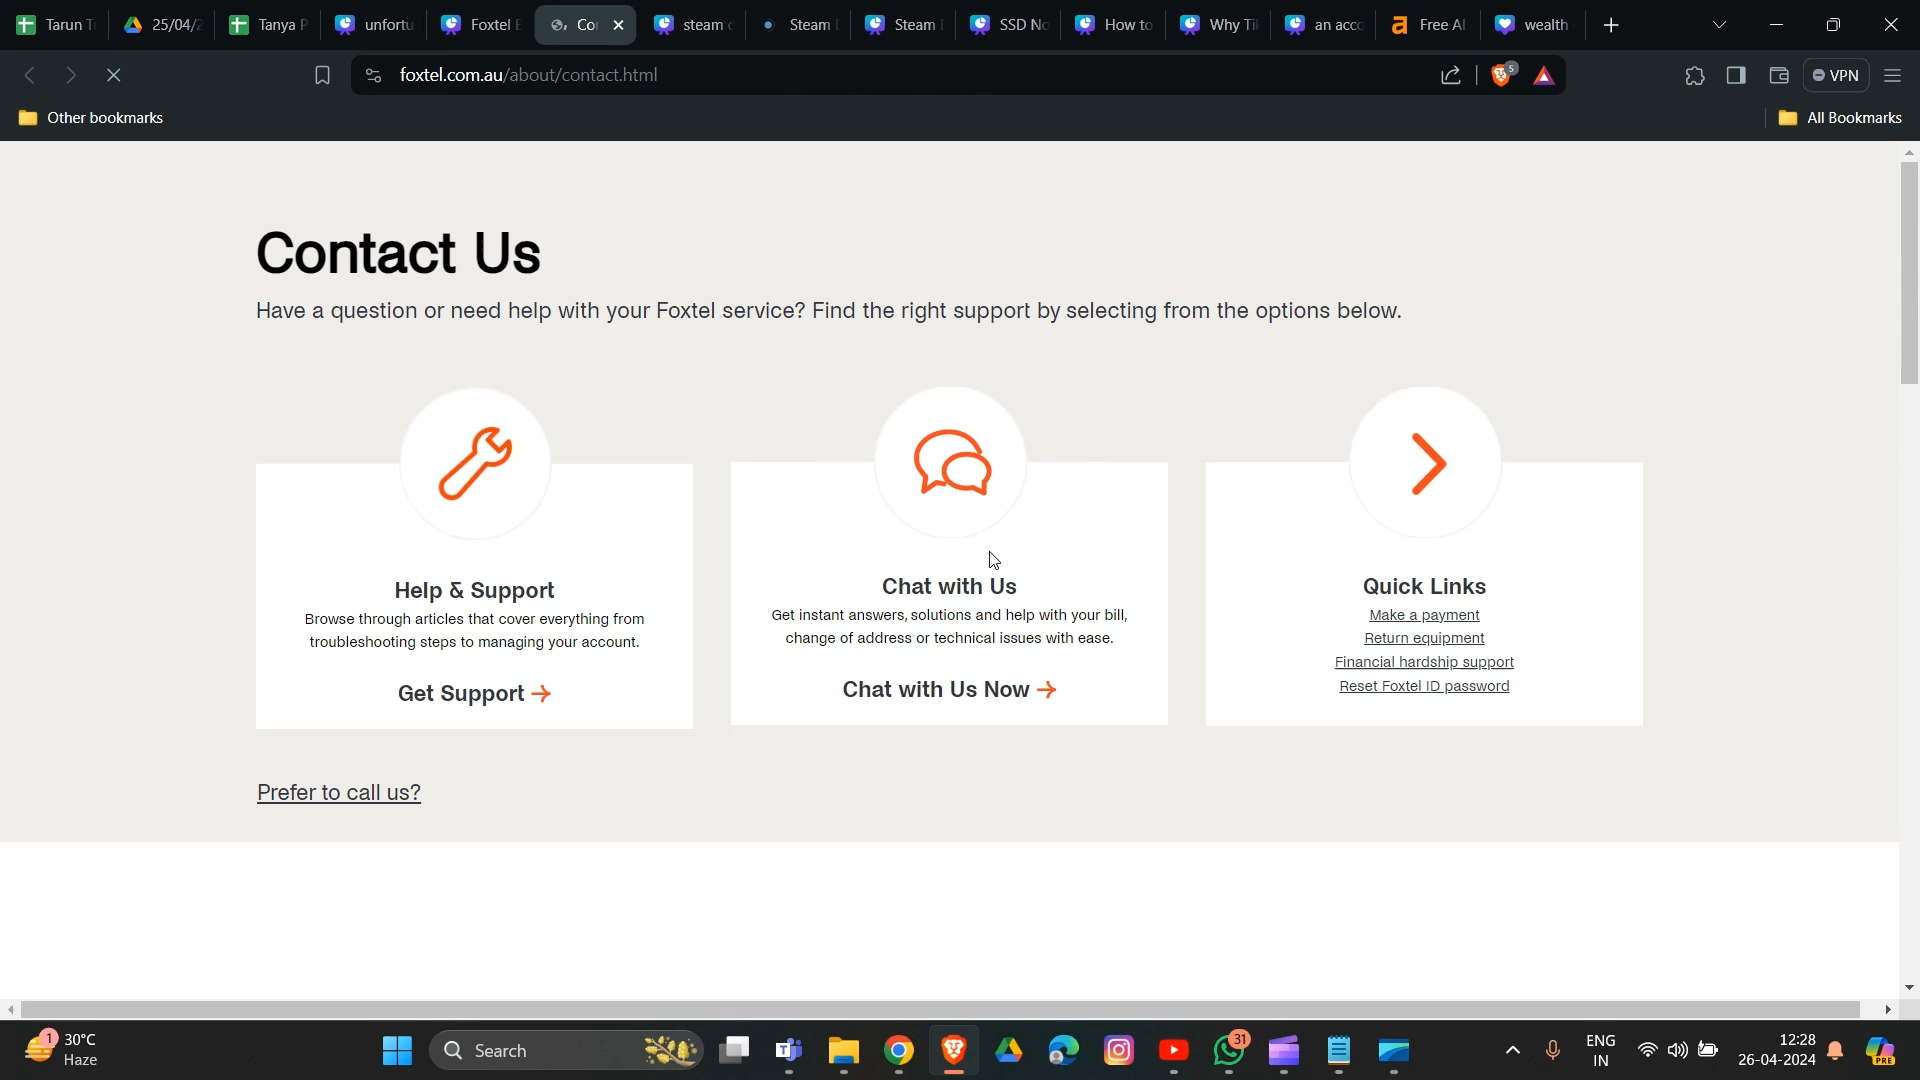 Tarun T
25/04/2
Tanya P
unfortu
Foxtel E
Co
steam c
Steam
Steam
SSD No
How to
Why Ti
an acco
Free AI
wealth
foxtel.com.au/about/contact.html
5
VPN
Other bookmarks
All Bookmarks
Contact Us
Have a question or need help with your Foxtel service? Find the right support by selecting from the options below.
Help & Support
Browse through articles that cover everything from
troubleshooting steps to managing your account.
Get Support
Chat with Us
Get instant answers, solutions and help with your bill,
change of address or technical issues with ease.
Chat with Us Now
Quick Links
Make a payment
Return equipment
Financial hardship support
Reset Foxtel ID password
Prefer to call us?
1
30°C
Haze
Search
31
ENG
IN
12:28
26-04-2024
PRE